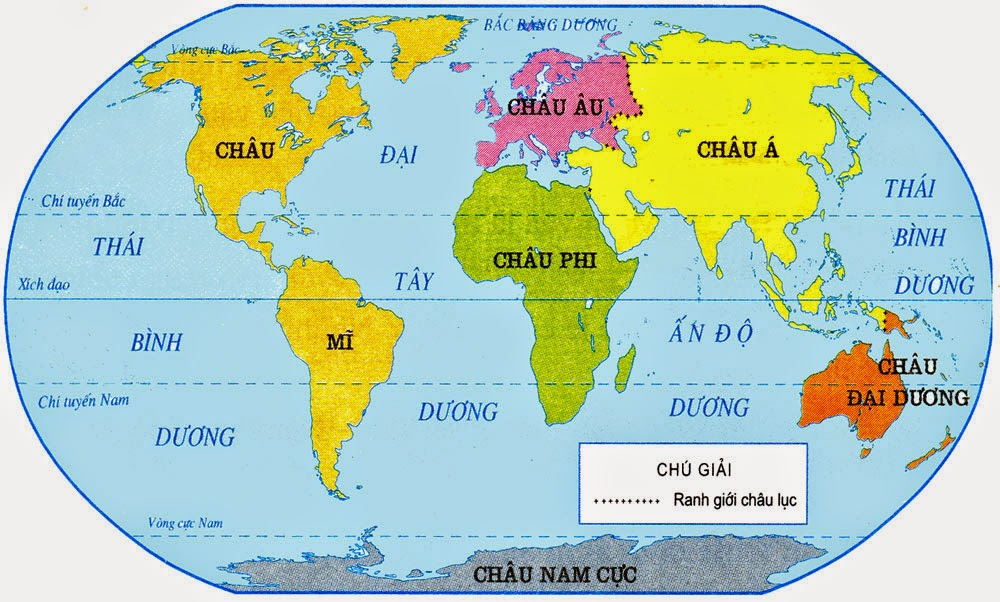 BẮC BĂNG DƯƠNG
Vòng cực Bắc
CHÂU ÂU
CHÂU
ĐẠI
CHÂU Á
Chí tuyến Bắc
THÁI
THÁI
BÌNH
CHÂU PHI
TÂY
Xích đạo
DƯƠNG
BÌNH
MĨ
ẤN ĐỘ
CHÂU
ĐẠI DƯƠNG
Chí tuyến Nam
DƯƠNG
DƯƠNG
DƯƠNG
CHÚ GIẢI
Ranh giới châu lục
Vòng cực Nam
CHÂU NAM CỰC